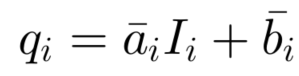 $q_i = \bar{a}_i I_i + \bar{b}_i$